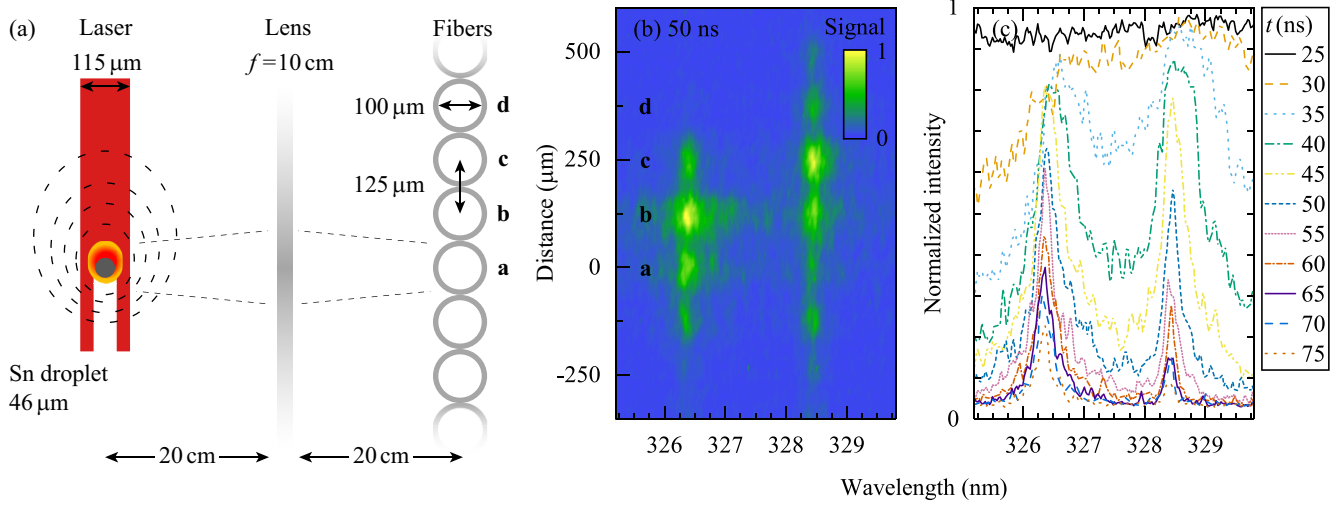 (a)
Laser
115 μm
Lens
f = 10 cm
Fibers
100 μm
d
c
125 μm
b
a
Sn droplet
46 μm
20 cm
20 cm
(b) 50 ns
Signal
1
0
Distance (μm)
500
250
0
-250
d
c
b
a
326
327
328
329
Wavelength (nm)
(c)
Normalized intensity
1
0
326
327
328
329
t (ns)
25
30
35
40
45
50
55
60
65
70
75